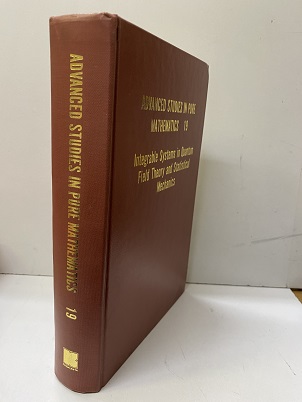 ADVANCED STUDIES IN PURE MATHEMATICS 19
ADVANCED STUDIES IN PURE
MATHEMATICS 19
Integrable Systems in Quantum
Field Theory and Statistical
Mechanics